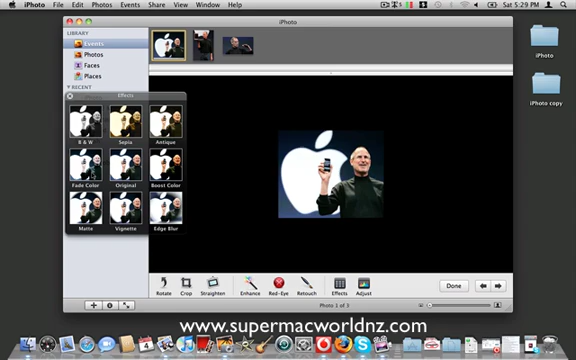 iPhoto File Edit Photos Events Share View Window Help
Sat 5:29 PM
iPhoto
LIBRARY
Events
Photos
Faces
Places
RECENT
Effects
B & W Sepia Antique
Fade Color Original Boost Color
Matte Vignette Edge Blur
Rotate Crop Straighten Enhance Red-Eye Retouch Effects Adjust Done
Photo 1 of 3
iPhoto
iPhoto copy
www.supermacworldnz.com